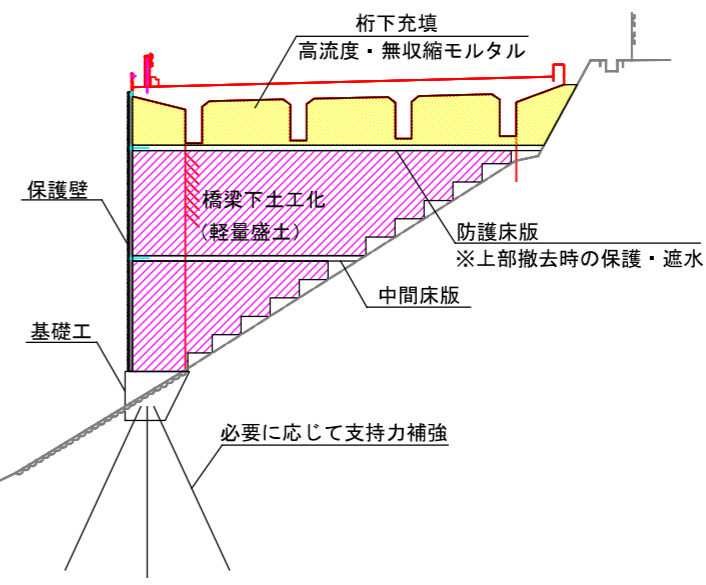 桁下充填
高流度・無収縮モルタル
保護壁
橋梁下土工化
(軽量盛土)
防護床版
※上部撤去時の保護・遮水
中間床版
基礎工
必要に応じて支持力補強